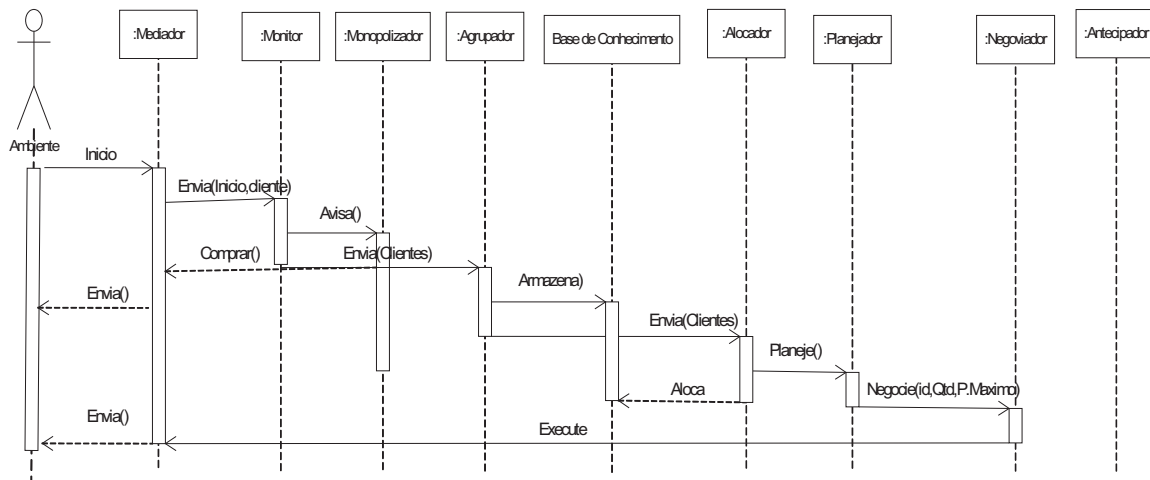 :Mediador
:Monitor
:Monopolizador
:Agrupador
Base de Conhecimento
:Alocador
:Planejador
:Negoviador
:Antecipador
Ambiente
Inicio
Envia(Inicio,cliente)
Avisa()
Comprar()
Envia(Clientes)
Armazena)
Envia()
Envia(Clientes)
Planeje()
Aloca
Negocie(id,Qtd,P.Maximo)
Envia()
Execute